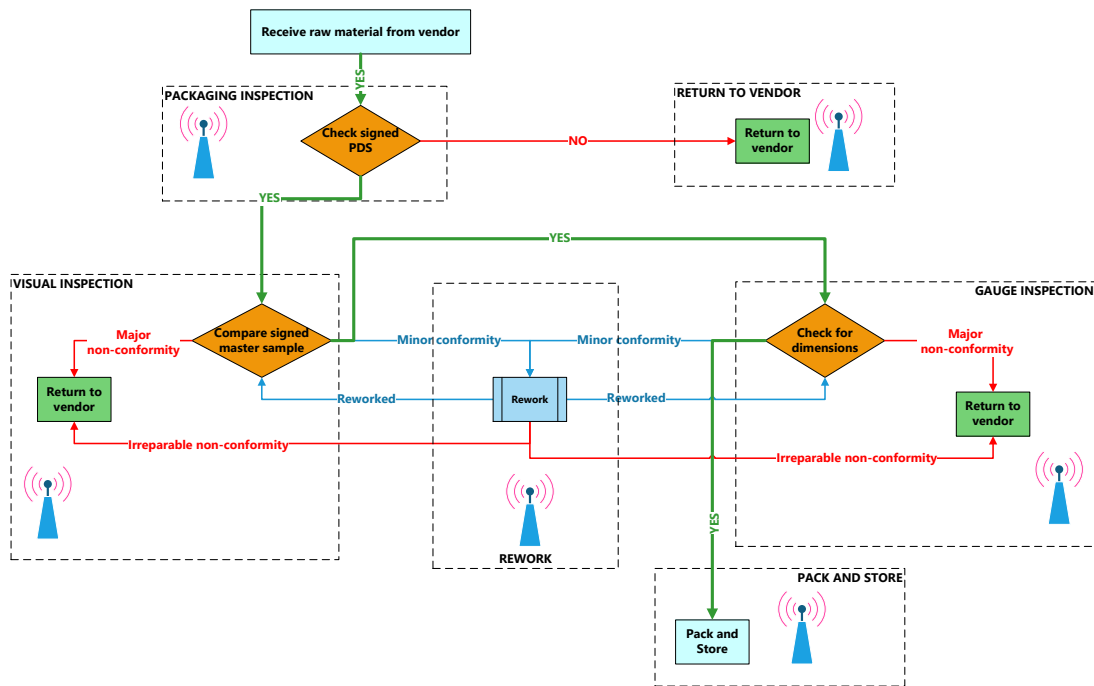 Receive raw material from vendor
YES
PACKAGING INSPECTION
RETURN TO VENDOR
Check signed
PDS
NO
Return to
vendor
YES
YES
VISUAL INSPECTION
GAUGE INSPECTION
Major
non-conformity
Compare signed
master sample
Minor conformity
Minor conformity
Check for
dimensions
Major
non-conformity
Return to
vendor
Reworked
Rework
Reworked
Return to
vendor
Irreparable non-conformity
Irreparable non-conformity
YES
REWORK
PACK AND STORE
Pack and
Store